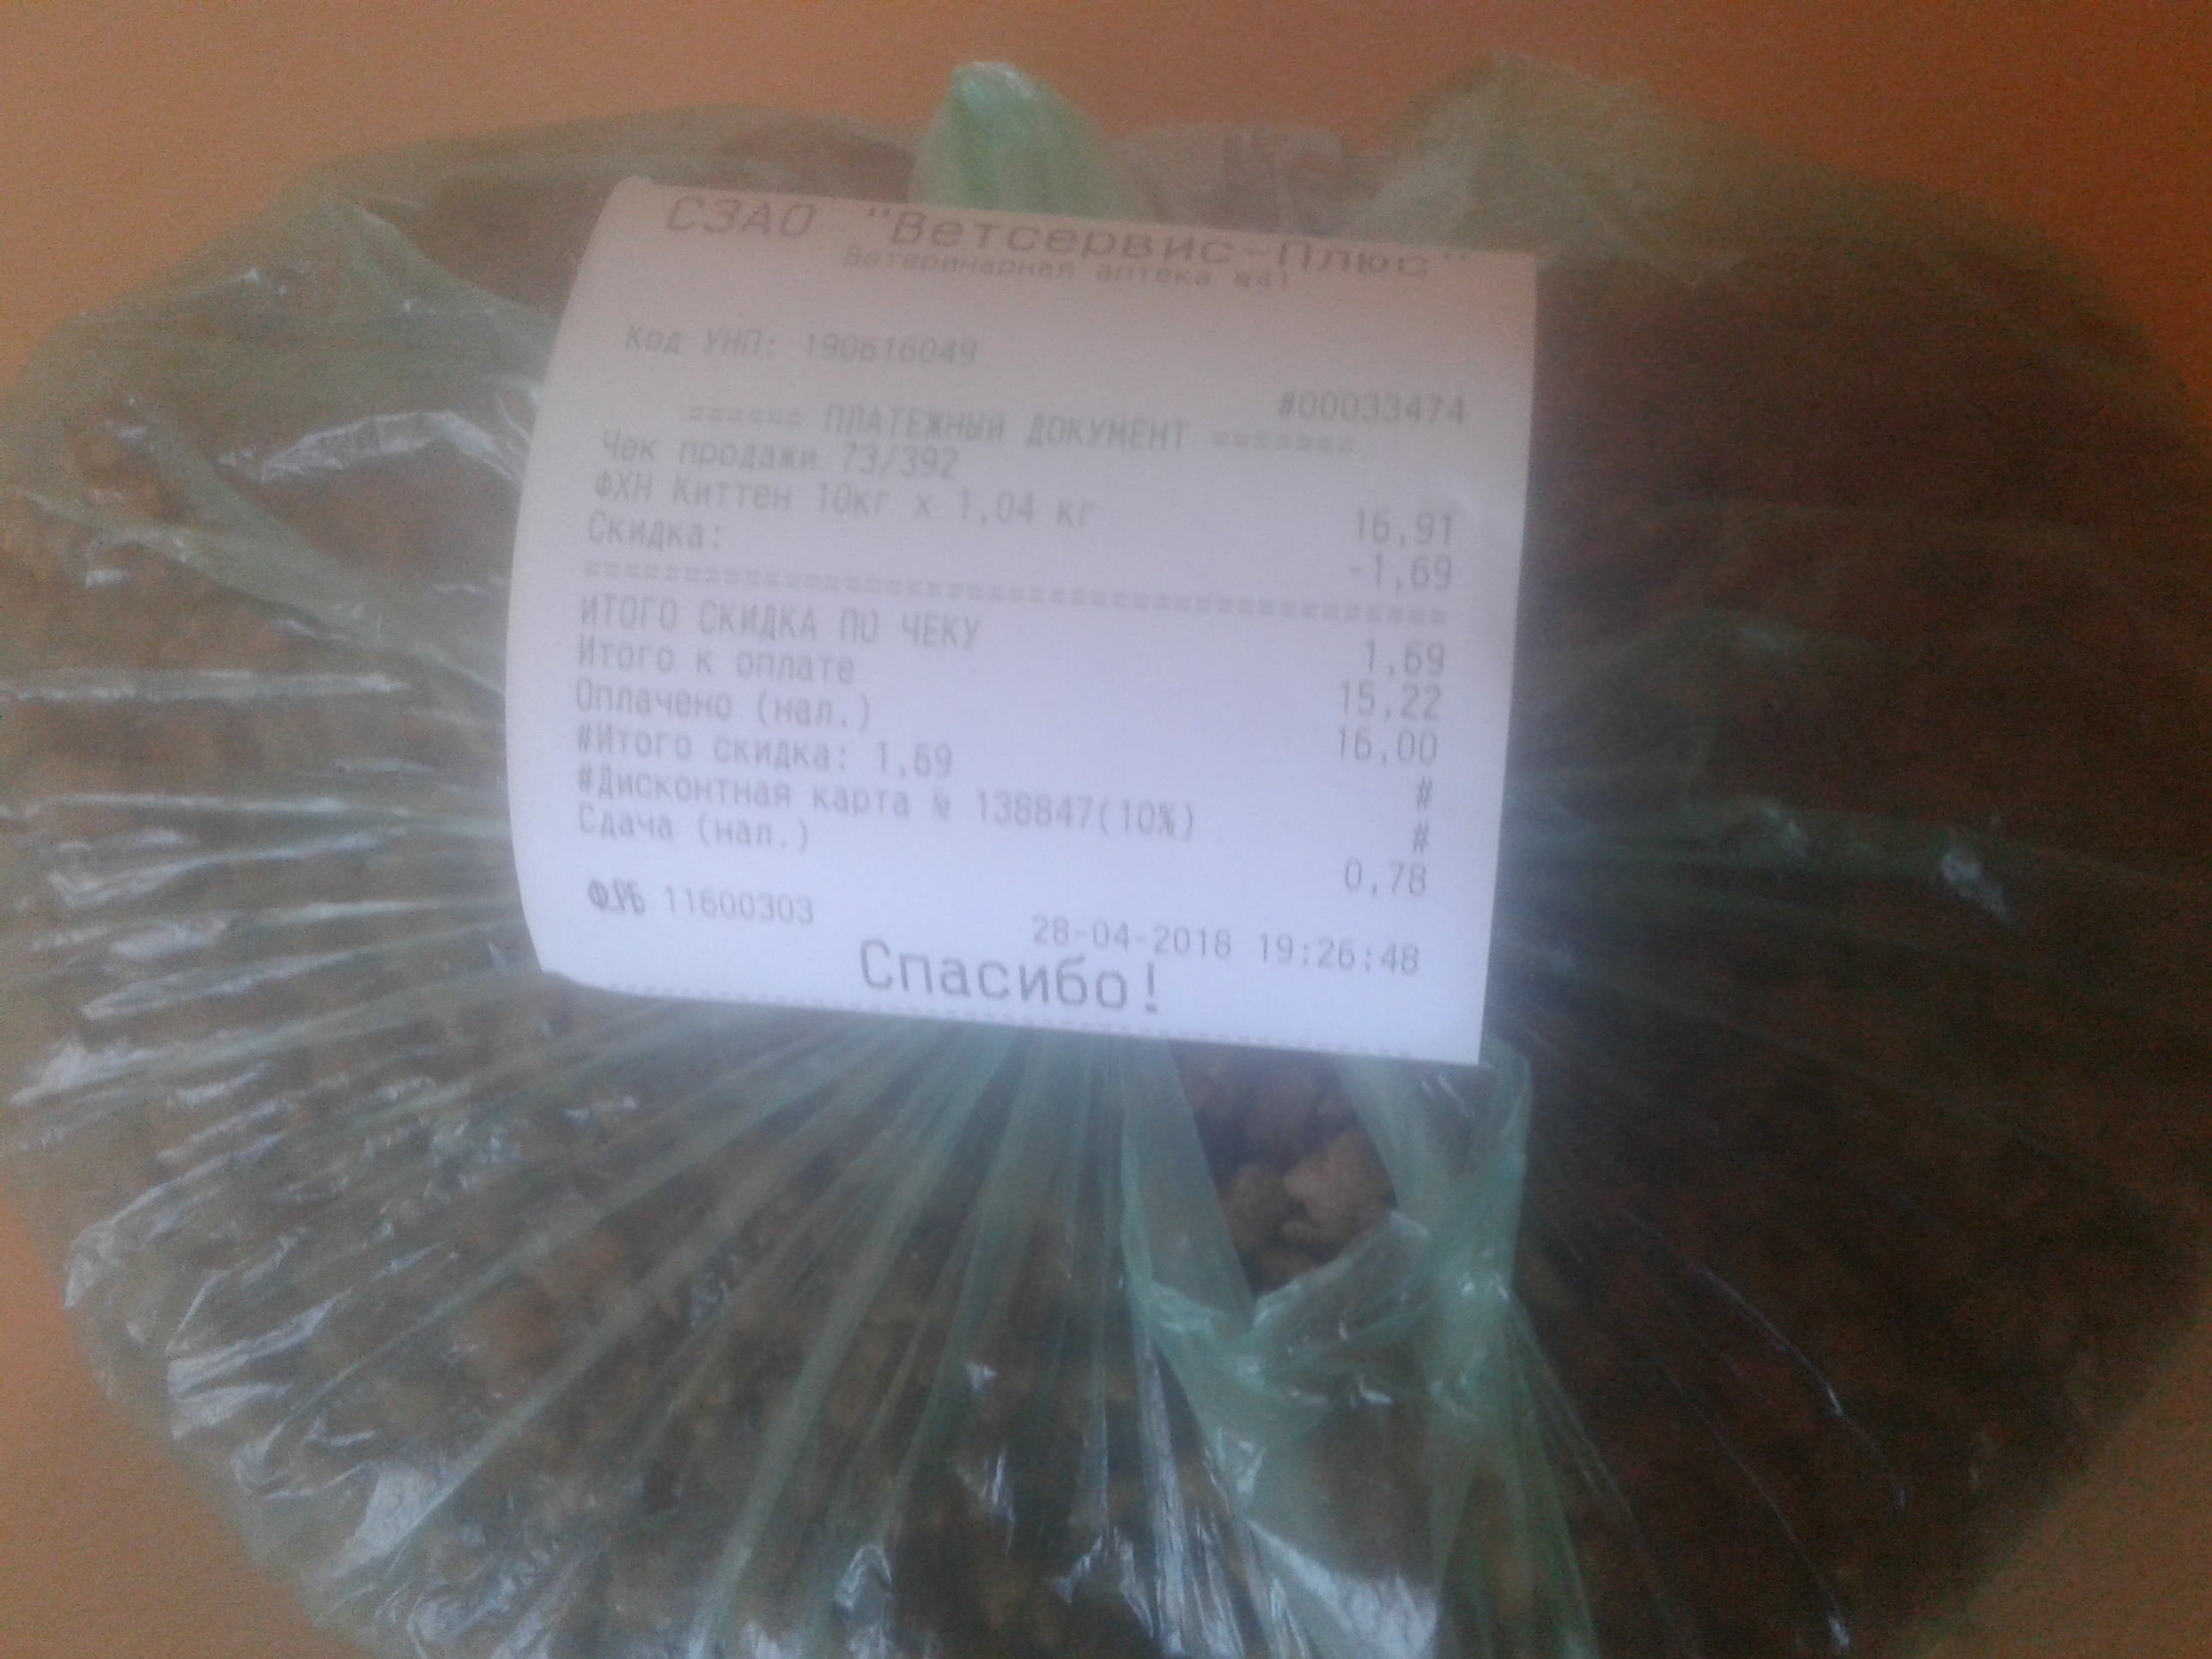 СЗАО "Ветсервис-Плюс"
Ветеринарная аптека №41
Код УНП: 190616049
#00033474
====== ПЛАТЕЖНЫЙ ДОКУМЕНТ =======
Чек продажи 73/392
ФХН Киттен 10кг x 1,04 кг 16,91
Скидка: -1,69
==========================================
ИТОГО СКИДКА ПО ЧЕКУ 1,69
Итого к оплате 15,22
Оплачено (нал.) 16,00
#Итого скидка: 1,69 #
#Дисконтная карта № 138847(10%) #
Сдача (нал.) 0,78
ФРБ 11600303 28-04-2018 19:26:48
Спасибо!